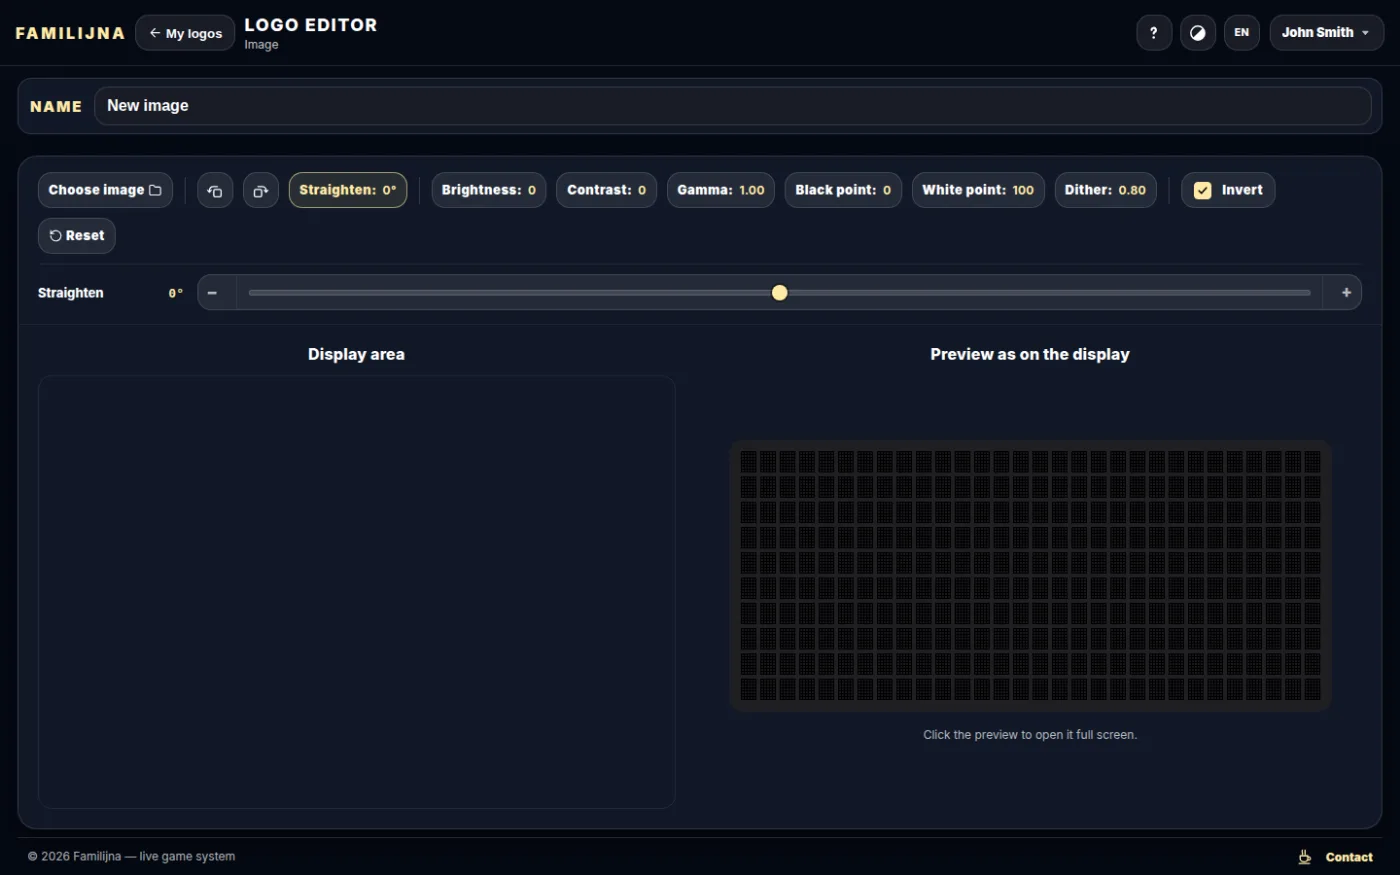 FAMILIJNA
← My logos
LOGO EDITOR
Image
?
EN
John Smith
NAME
New image
Choose image
Straighten: 0°
Brightness: 0
Contrast: 0
Gamma: 1.00
Black point: 0
White point: 100
Dither: 0.80
Invert
Reset
Straighten 0° − +
Display area
Preview as on the display
Click the preview to open it full screen.
© 2026 Familijna — live game system
Contact